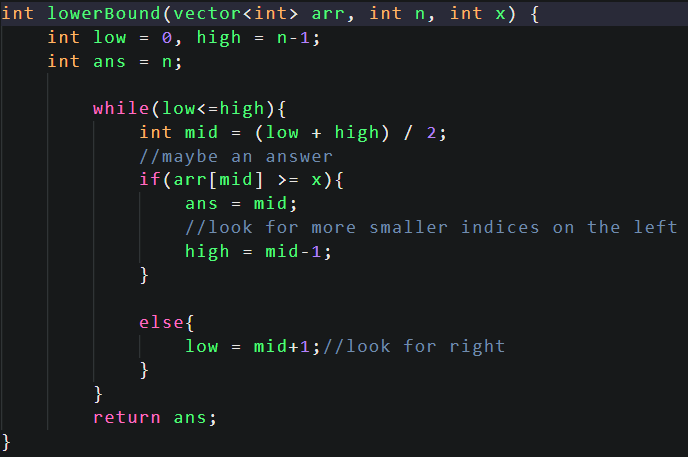 int lowerBound(vector<int> arr, int n, int x) {
    int low = 0, high = n-1;
    int ans = n;
        while(low<=high){
            int mid = (low + high) / 2;
            //maybe an answer
            if(arr[mid] >= x){
                ans = mid;
                //look for more smaller indices on the left
                high = mid-1;
            }
            else{
                low = mid+1;//look for right
            }
        }
        return ans;
}